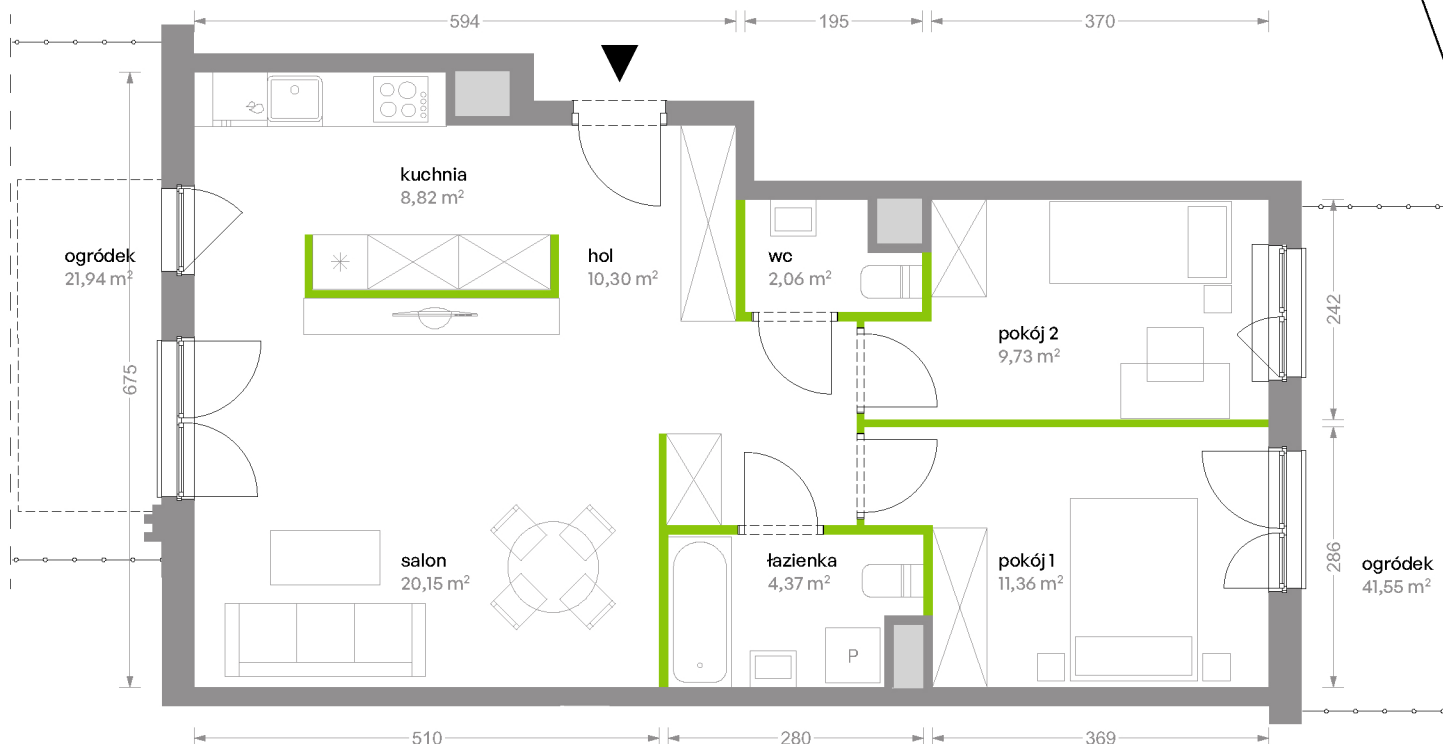 594
195
370
kuchnia
8,82 m²
ogródek
21,94 m²
hol
10,30 m²
wc
2,06 m²
242
pokój 2
9,73 m²
675
salon
20,15 m²
łazienka
4,37 m²
pokój 1
11,36 m²
286
ogródek
41,55 m²
P
510
280
369